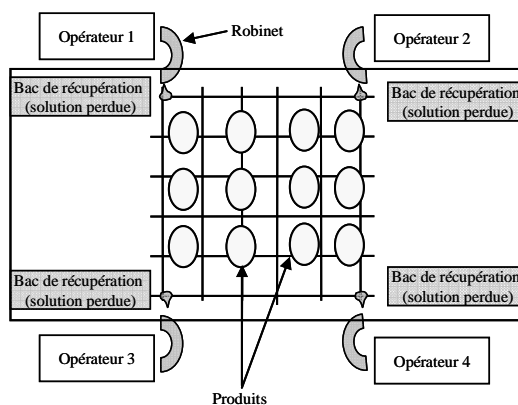 Opérateur 1
Robinet
Opérateur 2
Bac de récupération
(solution perdue)
Bac de récupération
(solution perdue)
Bac de récupération
(solution perdue)
Bac de récupération
(solution perdue)
Opérateur 3
Opérateur 4
Produits